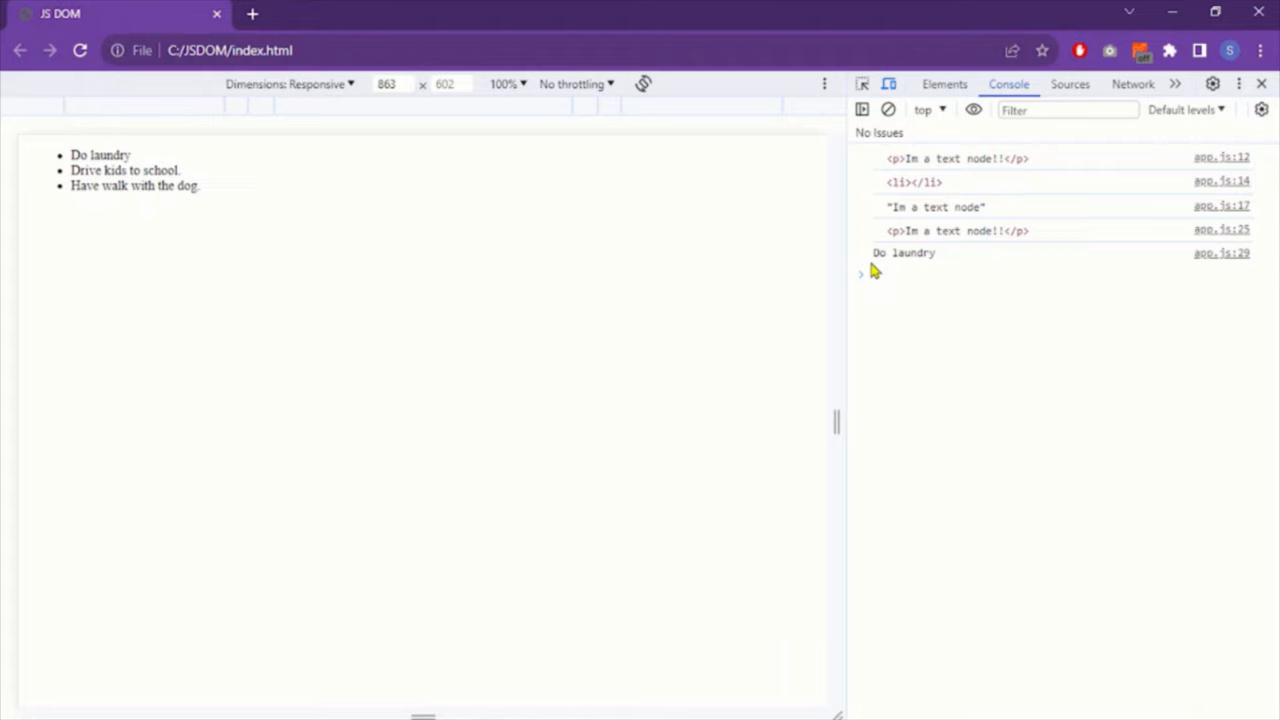 JS DOM
File C:/JSDOM/index.html S
Dimensions: Responsive 863 x 602 100% No throttling
Elements Console Sources Network
top Filter Default levels
No Issues
Do laundry
Drive kids to school.
Have walk with the dog.
<p>Im a text node!!</p> app.js:12
<li></li> app.js:14
"Im a text node" app.js:17
<p>Im a text node!!</p> app.js:25
Do laundry app.js:29